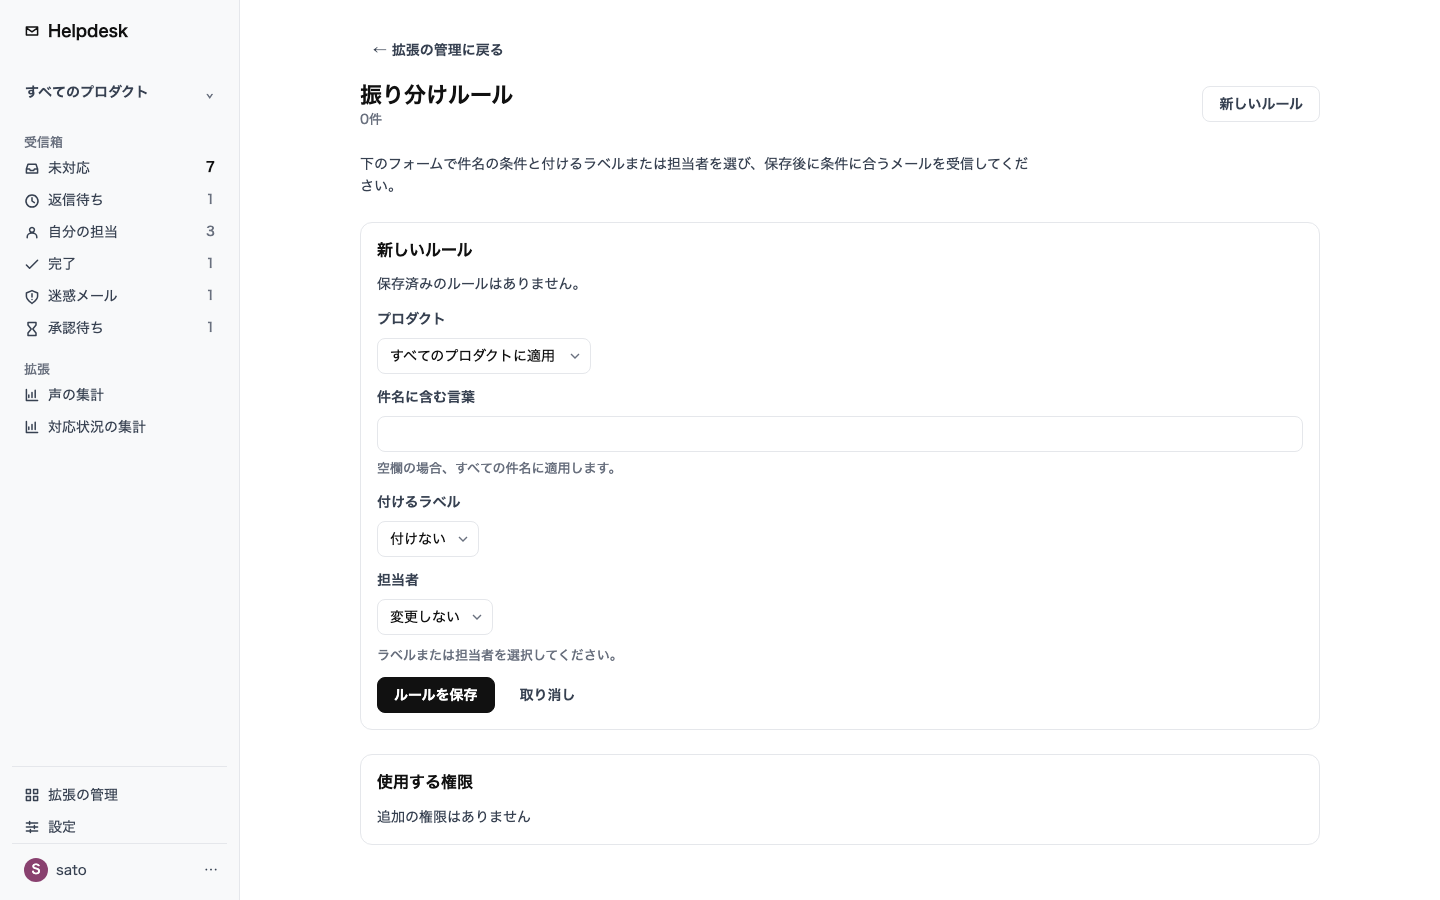 Helpdesk
すべてのプロダクト
受信箱
未対応 7
返信待ち 1
自分の担当 3
完了 1
迷惑メール 1
承認待ち 1
拡張
声の集計
対応状況の集計
拡張の管理
設定
S sato ...
← 拡張の管理に戻る
振り分けルール
0件
新しいルール
下のフォームで件名の条件と付けるラベルまたは担当者を選び、保存後に条件に合うメールを受信してくだ
さい。
新しいルール
保存済みのルールはありません。
プロダクト
すべてのプロダクトに適用
件名に含む言葉
空欄の場合、すべての件名に適用します。
付けるラベル
付けない
担当者
変更しない
ラベルまたは担当者を選択してください。
ルールを保存 取り消し
使用する権限
追加の権限はありません